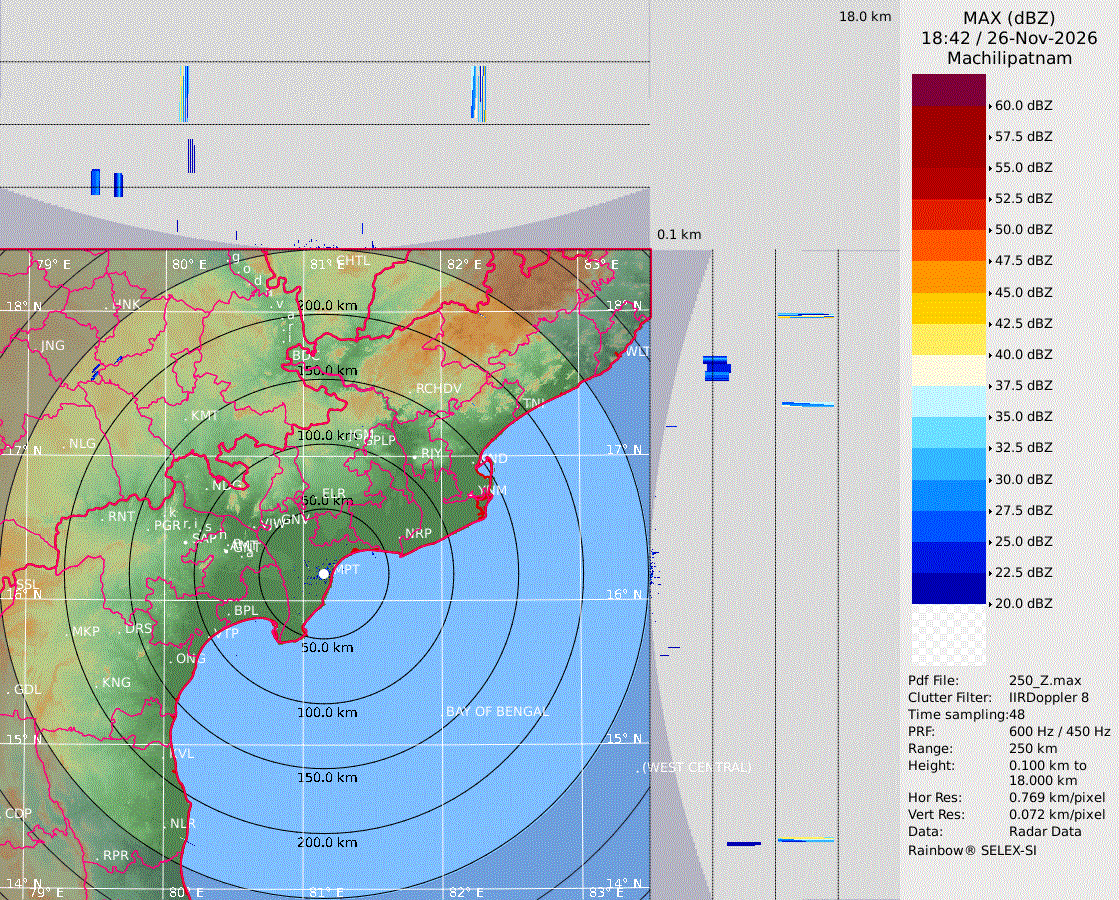 18.0 km
MAX (dBZ)
18:42 / 26-Nov-2026
Machilipatnam
60.0 dBZ
57.5 dBZ
55.0 dBZ
52.5 dBZ
50.0 dBZ
47.5 dBZ
45.0 dBZ
42.5 dBZ
40.0 dBZ
37.5 dBZ
35.0 dBZ
32.5 dBZ
30.0 dBZ
27.5 dBZ
25.0 dBZ
22.5 dBZ
20.0 dBZ
0.1 km
79° E
80° E
81° E
CHTL
82° E
83° E
g
o
d
v
a
r
i
18° N
HNK
200.0 km
18° N
JNG
BDC
WLT
150.0 km
RCHDV
KMT
100.0 km
GPLP
NLG
17° N
RJY
17° N
ELR
YNM
50.0 km
RNT
PGR
k
r
i
s
h
n
a
VJW
GNV
NRP
MPT
SSL
16° N
16° N
BPL
MKP
DRS
50.0 km
ONG
KNG
GDL
100.0 km
BAY OF BENGAL
15° N
KVL
15° N
(WEST CENTRAL)
150.0 km
CDP
NLR
200.0 km
RPR
14° N
79° E
80° E
81° E
82° E
83° E
14° N
Pdf File: 250_Z.max
Clutter Filter: IIRDoppler 8
Time sampling:48
PRF: 600 Hz / 450 Hz
Range: 250 km
Height: 0.100 km to
18.000 km
Hor Res: 0.769 km/pixel
Vert Res: 0.072 km/pixel
Data: Radar Data
Rainbow® SELEX-SI